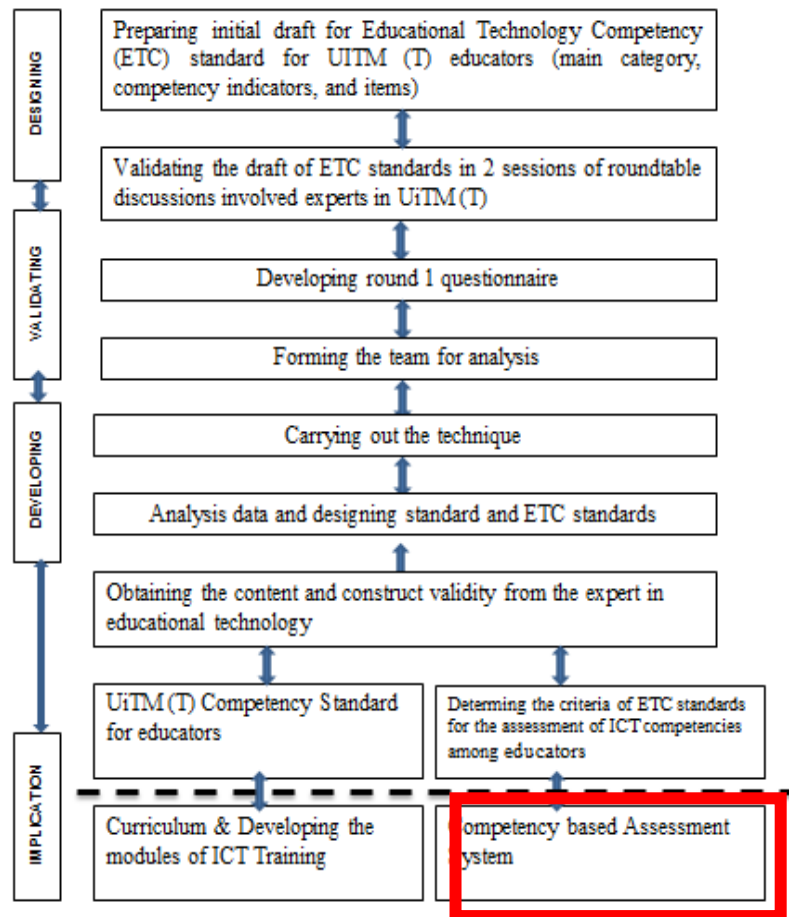 DESIGNING
Preparing initial draft for Educational Technology Competency
(ETC) standard for UITM (T) educators (main category,
competency indicators, and items)
Validating the draft of ETC standards in 2 sessions of roundtable
discussions involved experts in UiTM (T)
VALIDATING
Developing round 1 questionnaire
Forming the team for analysis
DEVELOPING
Carrying out the technique
Analysis data and designing standard and ETC standards
Obtaining the content and construct validity from the expert in
educational technology
IMPLICATION
UiTM (T) Competency Standard
for educators
Determing the criteria of ETC standards
for the assessment of ICT competencies
among educators
Curriculum & Developing the
modules of ICT Training
Competency based Assessment
System